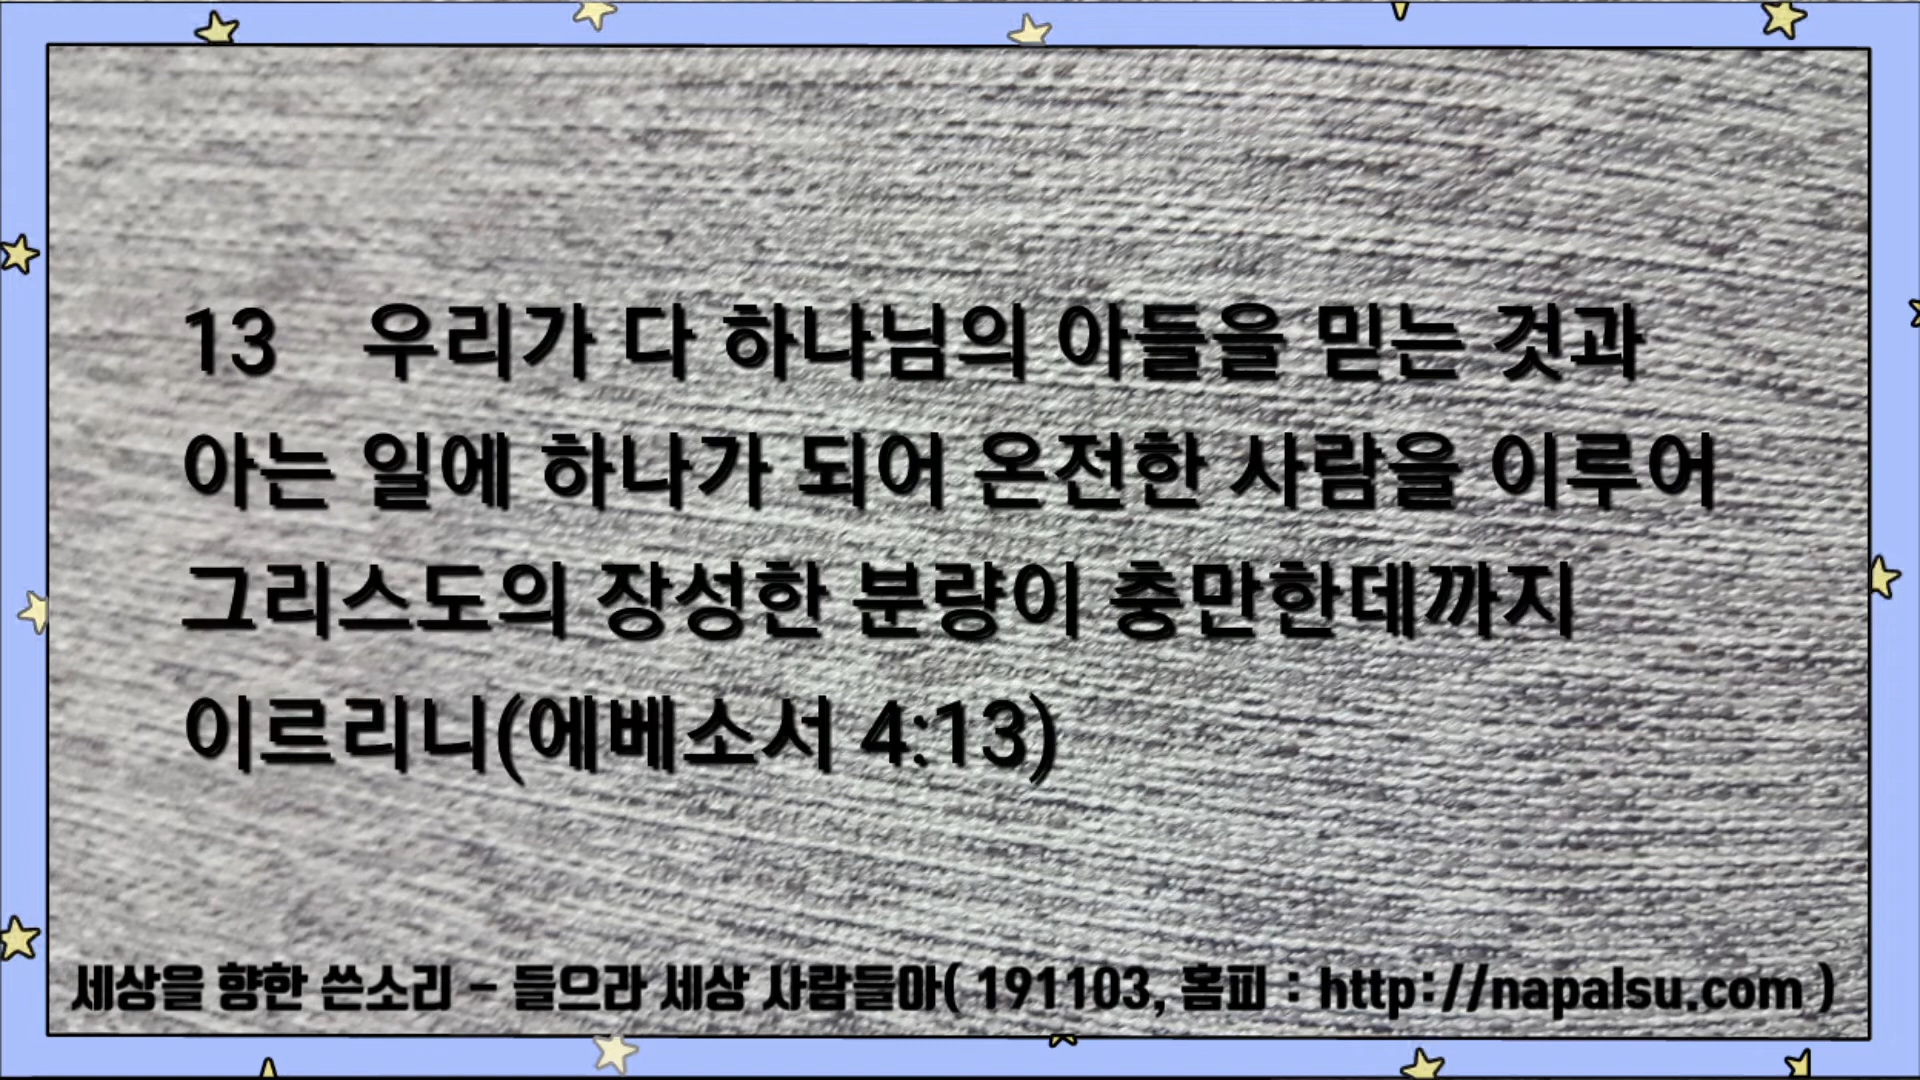 13 우리가 다 하나님의 아들을 믿는 것과
아는 일에 하나가 되어 온전한 사람을 이루어
그리스도의 장성한 분량이 충만한데까지
이르리니(에베소서 4:13)
세상을 향한 쓴소리 - 들으라 세상 사람들아( 191103, 홈피 : http://napalsu.com )